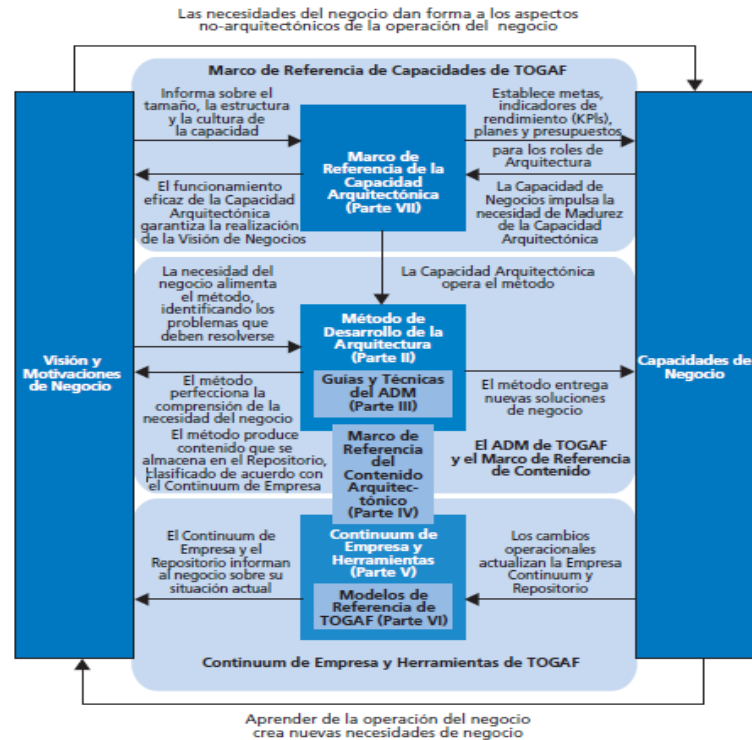 Las necesidades del negocio dan forma a los aspectos
no-arquitectónicos de la operación del negocio
Marco de Referencia de Capacidades de TOGAF
Informa sobre el
tamaño, la estructura
y la cultura de
la capacidad
Establece metas,
indicadores de
rendimiento (KPIs),
planes y presupuestos
para los roles de
Arquitectura
Marco de
Referencia de la
Capacidad
Arquitectónica
(Parte VII)
El funcionamiento
eficaz de la Capacidad
Arquitectónica
garantiza la realización
de la Visión de Negocios
La Capacidad de
Negocios impulsa la
necesidad de Madurez
de la Capacidad
Arquitectónica
La necesidad del
negocio alimenta
el método,
identificando los
problemas que
deben resolverse
La Capacidad Arquitectónica
opera el método
Visión y
Motivaciones
de Negocio
Método de
Desarrollo de la
Arquitectura
(Parte II)
Guías y Técnicas
del ADM
(Parte III)
Capacidades de
Negocio
El método
perfecciona la
comprensión de la
necesidad del negocio
El método entrega
nuevas soluciones
de negocio
El método produce
contenido que se
almacena en el Repositorio,
clasificado de acuerdo con
el Continuum de Empresa
Marco de
Referencia
del
Contenido
Arquitec-
tónico
(Parte IV)
El ADM de TOGAF
y el Marco de Referencia
de Contenido
El Continuum de
Empresa y el
Repositorio informan
al negocio sobre su
situación actual
Continuum de
Empresa y
Herramientas
(Parte V)
Modelos de
Referencia de
TOGAF (Parte VI)
Los cambios
operacionales
actualizan la Empresa
Continuum y
Repositorio
Continuum de Empresa y Herramientas de TOGAF
Aprender de la operación del negocio
crea nuevas necesidades de negocio